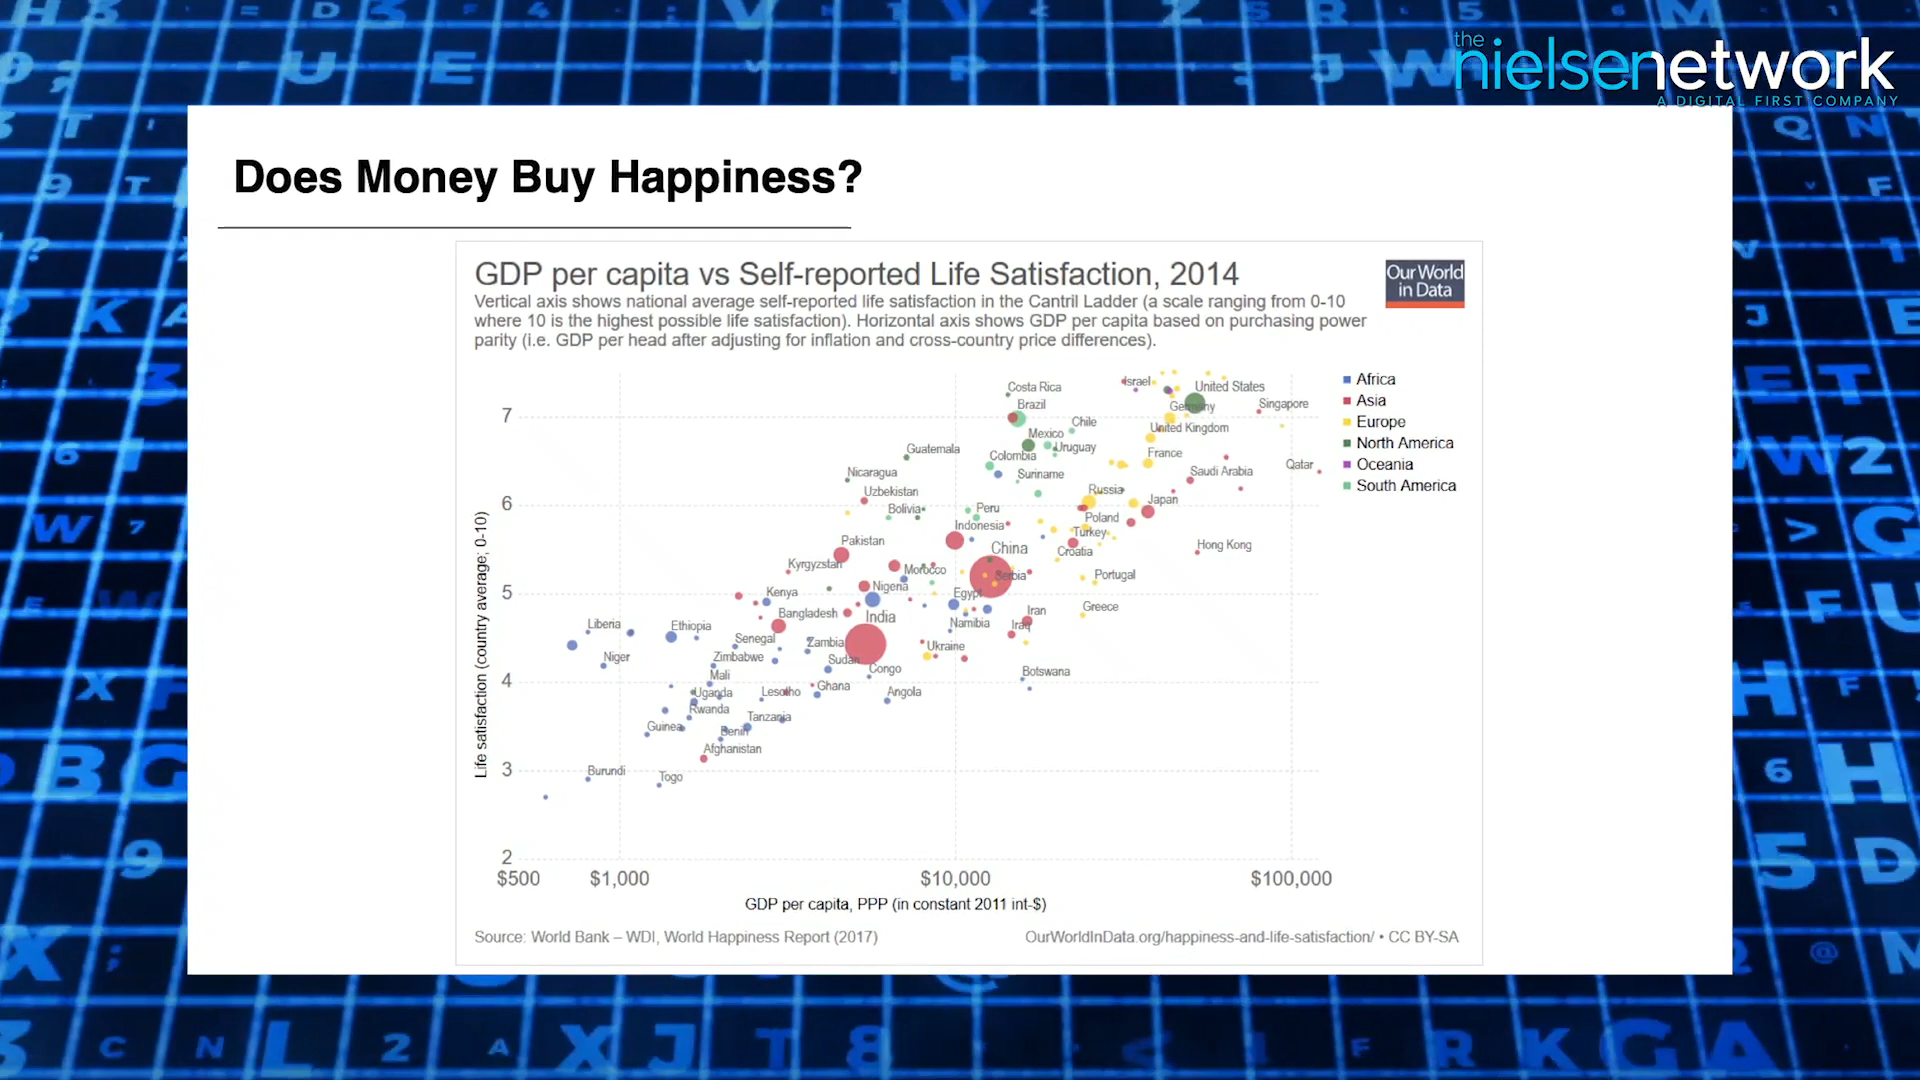 the
nielsenetwork
A DIGITAL FIRST COMPANY
Does Money Buy Happiness?
GDP per capita vs Self-reported Life Satisfaction, 2014
Our World
in Data
Vertical axis shows national average self-reported life satisfaction in the Cantril Ladder (a scale ranging from 0-10
where 10 is the highest possible life satisfaction). Horizontal axis shows GDP per capita based on purchasing power
parity (i.e. GDP per head after adjusting for inflation and cross-country price differences).
Africa
Asia
Europe
North America
Oceania
South America
Life satisfaction (country average; 0-10)
7
6
5
4
3
2
Israel
Costa Rica
United States
Brazil
Germany
Singapore
Chile
Mexico
United Kingdom
Uruguay
Guatemala
Colombia
France
Qatar
Nicaragua
Suriname
Saudi Arabia
Uzbekistan
Russia
Japan
Bolivia
Peru
Poland
Indonesia
Turkey
Pakistan
China
Croatia
Hong Kong
Kyrgyzstan
Morocco
Serbia
Portugal
Kenya
Nigeria
Egypt
Bangladesh
India
Iran
Greece
Liberia
Ethiopia
Namibia
Iraq
Senegal
Zambia
Ukraine
Niger
Zimbabwe
Sudan
Congo
Botswana
Mali
Uganda
Lesotho
Ghana
Angola
Rwanda
Tanzania
Guinea
Benin
Afghanistan
Burundi
Togo
$500
$1,000
$10,000
$100,000
GDP per capita, PPP (in constant 2011 int-$)
Source: World Bank – WDI, World Happiness Report (2017)
OurWorldInData.org/happiness-and-life-satisfaction/ • CC BY-SA